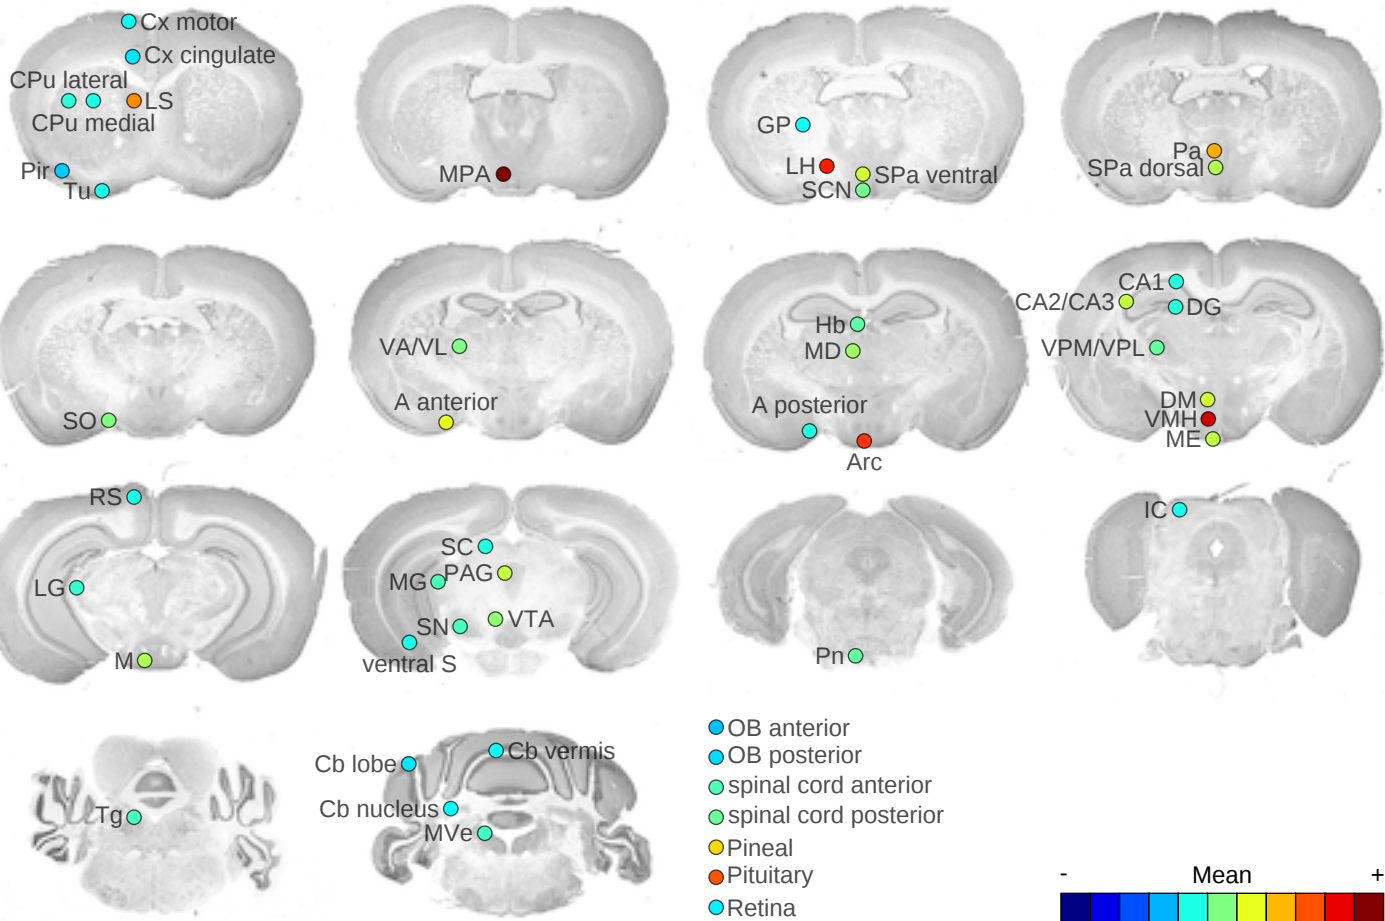 Cx motor
Cx cingulate
CPu lateral
LS
CPu medial
Pir
Tu
MPA
GP
LH
SPa ventral
SCN
Pa
SPa dorsal
SO
VA/VL
A anterior
Hb
MD
A posterior
Arc
CA1
CA2/CA3
DG
VPM/VPL
DM
VMH
ME
RS
LG
M
SC
MG
PAG
SN
VTA
ventral S
Pn
IC
Tg
Cb vermis
Cb lobe
Cb nucleus
MVe
OB anterior
OB posterior
spinal cord anterior
spinal cord posterior
Pineal
Pituitary
Retina
- Mean +